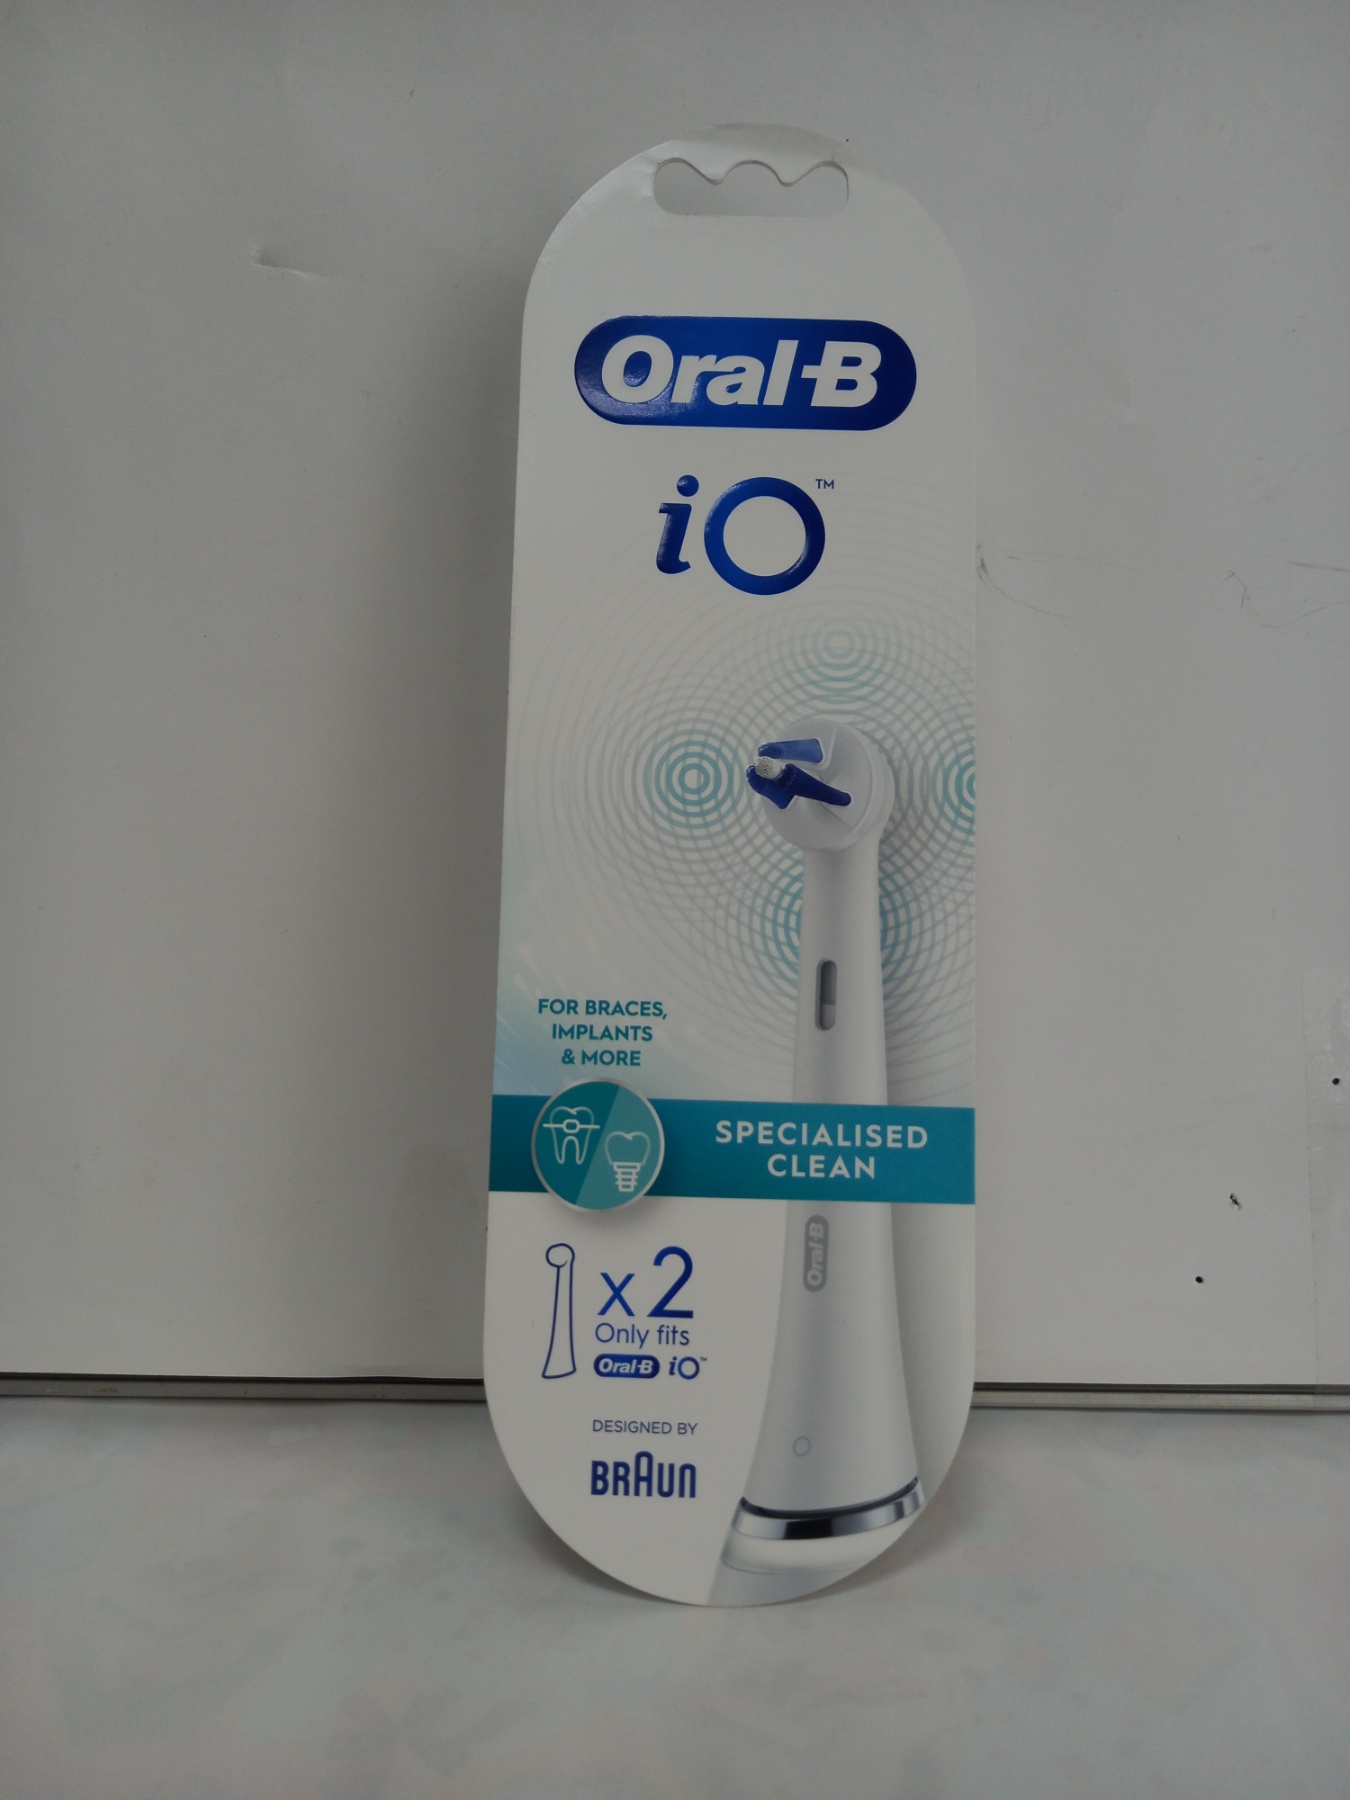 Oral-B
iO™
FOR BRACES,
IMPLANTS
& MORE
SPECIALISED
CLEAN
Oral-B
x2
Only fits
Oral-B iO™
DESIGNED BY
BRAUN